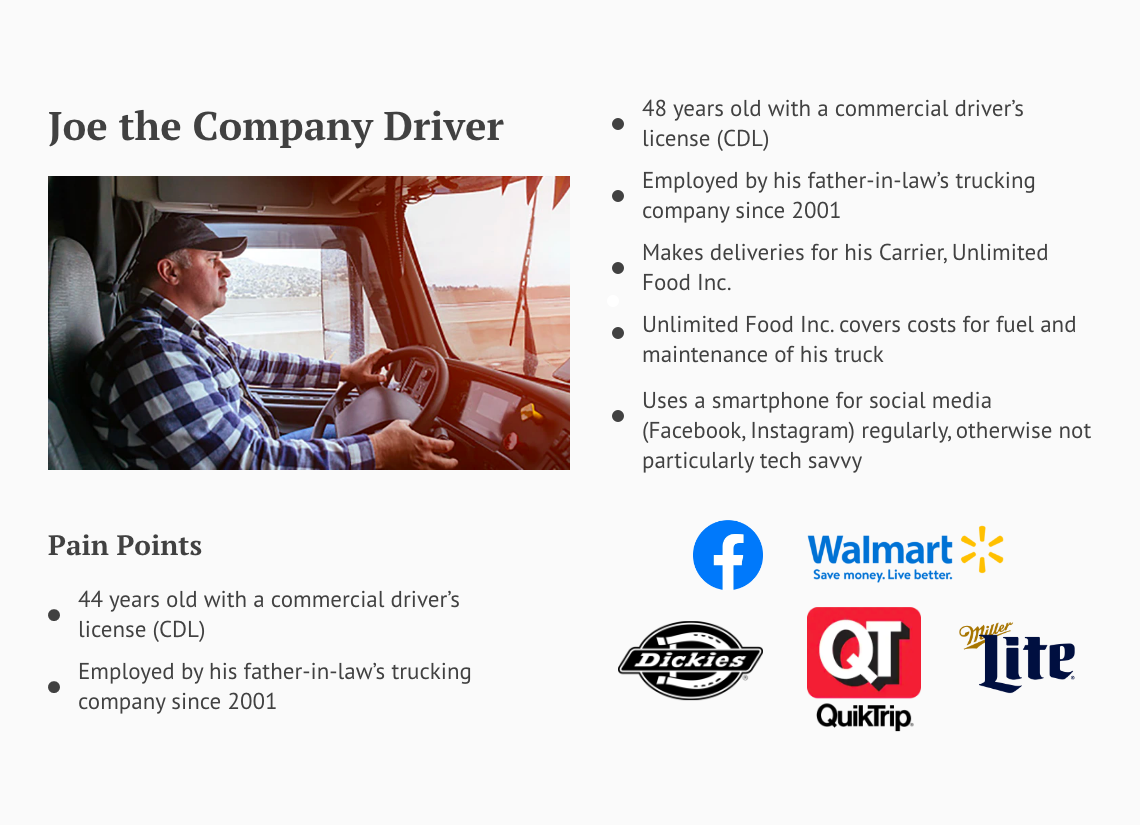 Joe the Company Driver
48 years old with a commercial driver’s
license (CDL)
Employed by his father-in-law’s trucking
company since 2001
Makes deliveries for his Carrier, Unlimited
Food Inc.
Unlimited Food Inc. covers costs for fuel and
maintenance of his truck
Uses a smartphone for social media
(Facebook, Instagram) regularly, otherwise not
particularly tech savvy
Pain Points
44 years old with a commercial driver’s
license (CDL)
Employed by his father-in-law’s trucking
company since 2001
f
Walmart
Save money. Live better.
Dickies®
QT
QuikTrip®
Miller
Lite®